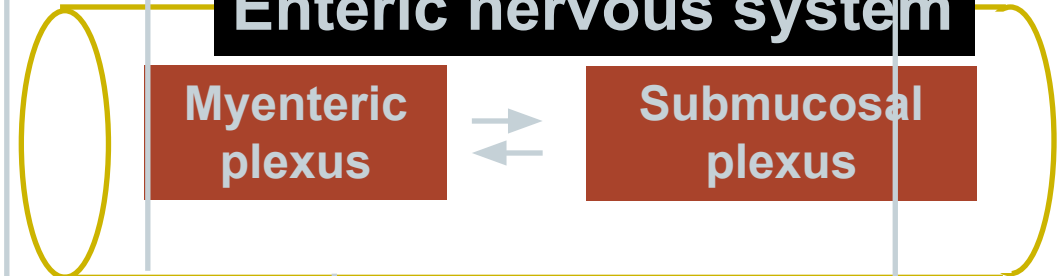 Enteric nervous system
Myenteric
plexus
Submucosal
plexus